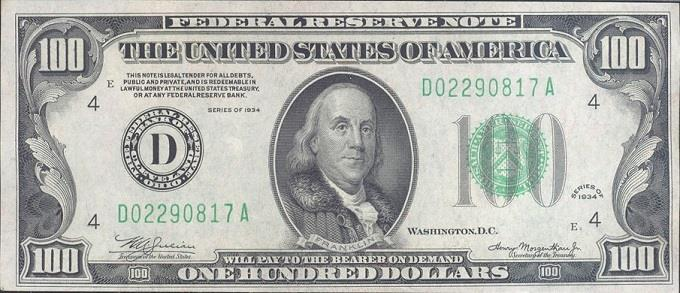 FEDERAL RESERVE NOTE
100 THE UNITED STATES OF AMERICA 100
THIS NOTE IS LEGAL TENDER FOR ALL DEBTS,
PUBLIC AND PRIVATE, AND IS REDEEMABLE IN
LAWFUL MONEY AT THE UNITED STATES TREASURY,
OR AT ANY FEDERAL RESERVE BANK.
E
D02290817A
4
SERIES OF 1934
4
D
100
SERIES OF 1934
D02290817A
4
4
WASHINGTON, D.C.
E
FRANKLIN
Treasurer of the United States
Henry Morgenthau Jr.
Secretary of the Treasury.
WILL PAY TO THE BEARER ON DEMAND
100 100 ONE HUNDRED DOLLARS 100 100